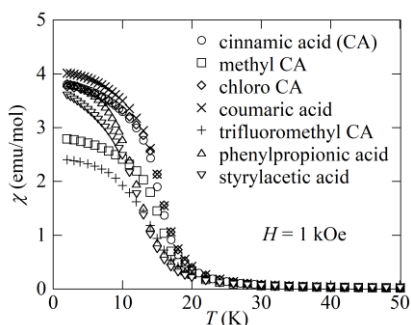 5
4
3
2
1
0
χ (emu/mol)
cinnamic acid (CA)
methyl CA
chloro CA
coumaric acid
trifluoromethyl CA
phenylpropionic acid
styrylacetic acid
H = 1 kOe
0 10 20 30 40 50
T (K)